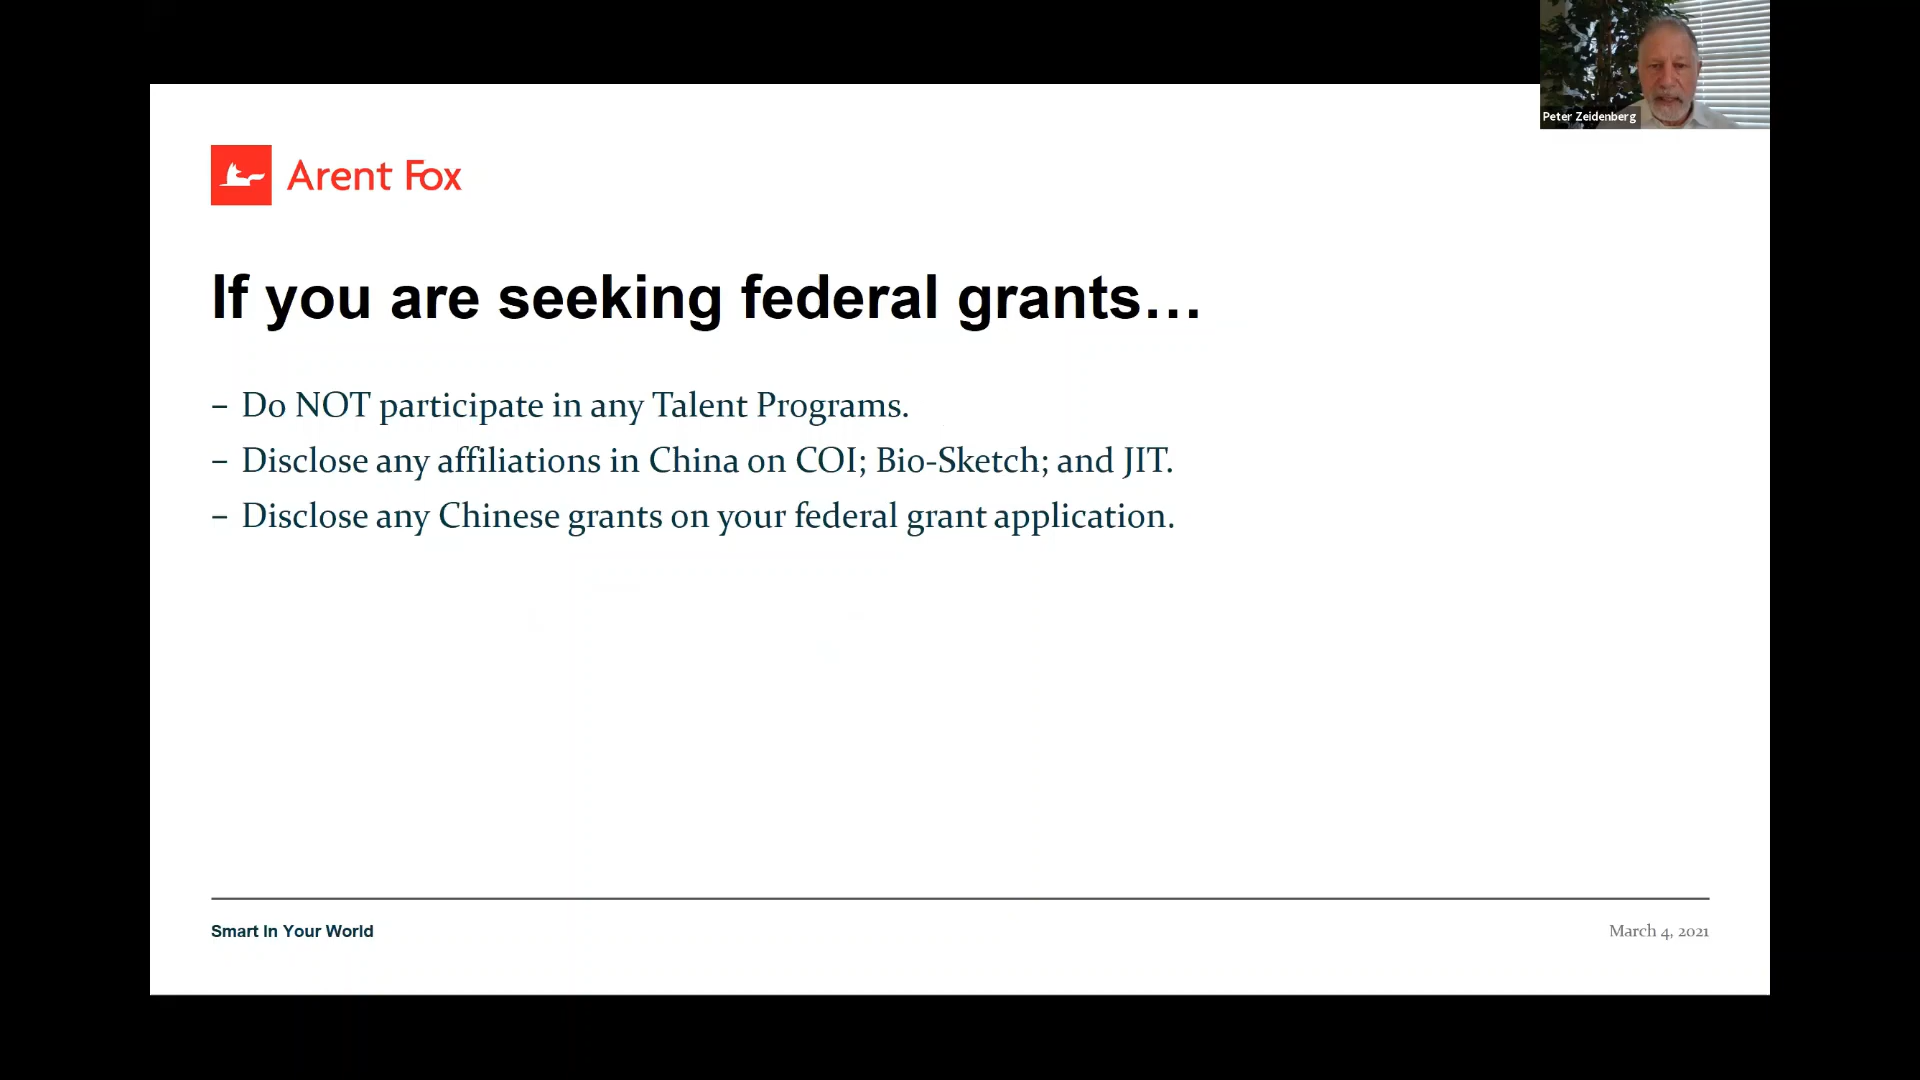 Peter Zeidenberg
Arent Fox
If you are seeking federal grants…
– Do NOT participate in any Talent Programs.
– Disclose any affiliations in China on COI; Bio-Sketch; and JIT.
– Disclose any Chinese grants on your federal grant application.
Smart In Your World
March 4, 2021